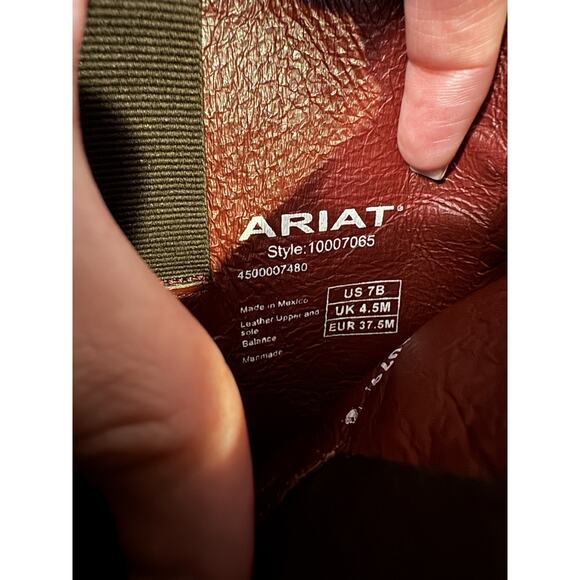 ARIAT®
Style:10007065
4500007480
Made in Mexico
Leather Upper and
sole
Balance
Manmade
US 7B
UK 4.5M
EUR 37.5M